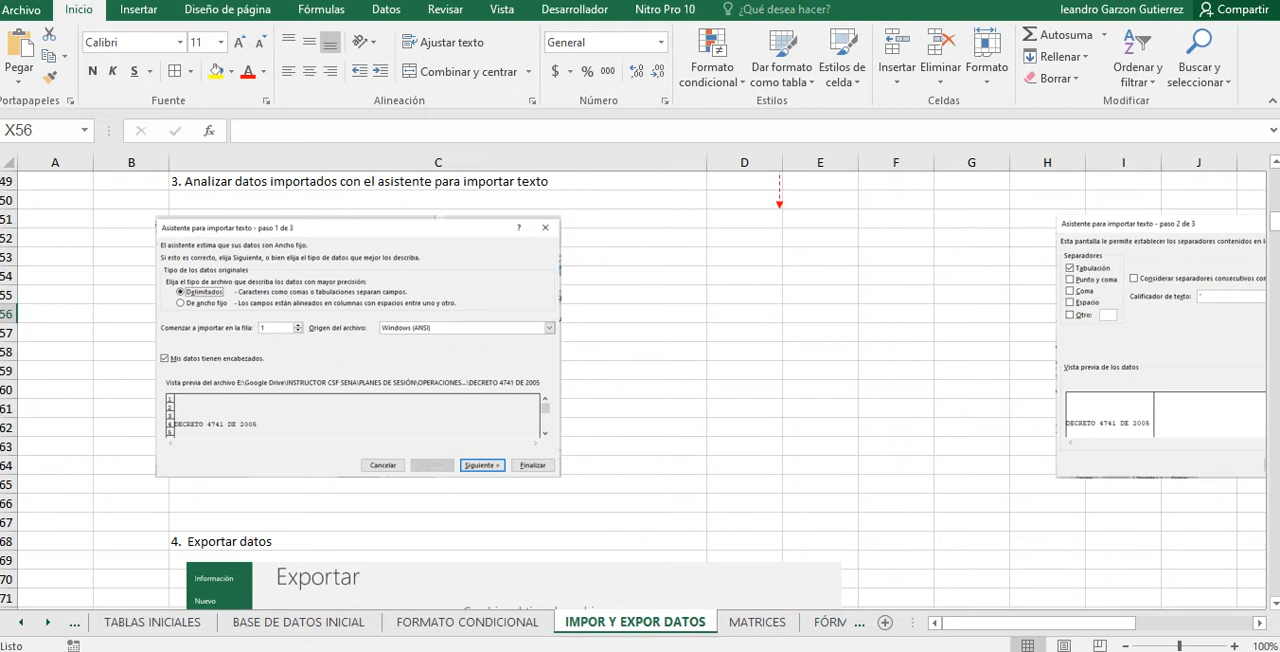 Archivo Inicio Insertar Diseño de página Fórmulas Datos Revisar Vista Desarrollador Nitro Pro 10 ¿Qué desea hacer? leandro Garzon Gutierrez Compartir
Calibri 11 Ajustar texto General Autosuma
Pegar N K S Combinar y centrar $ % 000 Formato condicional Dar formato como tabla Estilos de celda Insertar Eliminar Formato Rellenar Borrar Ordenar y filtrar Buscar y seleccionar
Portapapeles Fuente Alineación Número Estilos Celdas Modificar
X56 fx
A B C D E F G H I J
49 3. Analizar datos importados con el asistente para importar texto
50
51
52
53
54
55
56
57
58
59
60
61
62
63
64
65
66
67
68 4. Exportar datos
69
70
71
Asistente para importar texto - paso 1 de 3 ?
El asistente estima que sus datos son Ancho fijo.
Si esto es correcto, elija Siguiente, o bien elija el tipo de datos que mejor los describa.
Tipo de los datos originales
Elija el tipo de archivo que describa los datos con mayor precisión:
Delimitados - Caracteres como comas o tabulaciones separan campos.
De ancho fijo - Los campos están alineados en columnas con espacios entre uno y otro.
Comenzar a importar en la fila: 1 Origen del archivo: Windows (ANSI)
Mis datos tienen encabezados.
Vista previa del archivo E:\Google Drive\INSTRUCTOR CSF SENA\PLANES DE SESIÓN\OPERACIONES...\DECRETO 4741 DE 2005
1
2
3
4 DECRETO 4741 DE 2005
5
Cancelar Siguiente > Finalizar
Asistente para importar texto - paso 2 de 3
Esta pantalla le permite establecer los separadores contenidos en l
Separadores
Tabulación
Punto y coma
Coma
Espacio
Otro:
Considerar separadores consecutivos co
Calificador de texto: "
Vista previa de los datos
DECRETO 4741 DE 2005
Información
Nuevo
Exportar
... TABLAS INICIALES BASE DE DATOS INICIAL FORMATO CONDICIONAL IMPOR Y EXPOR DATOS MATRICES FÓRM ...
Listo 100%